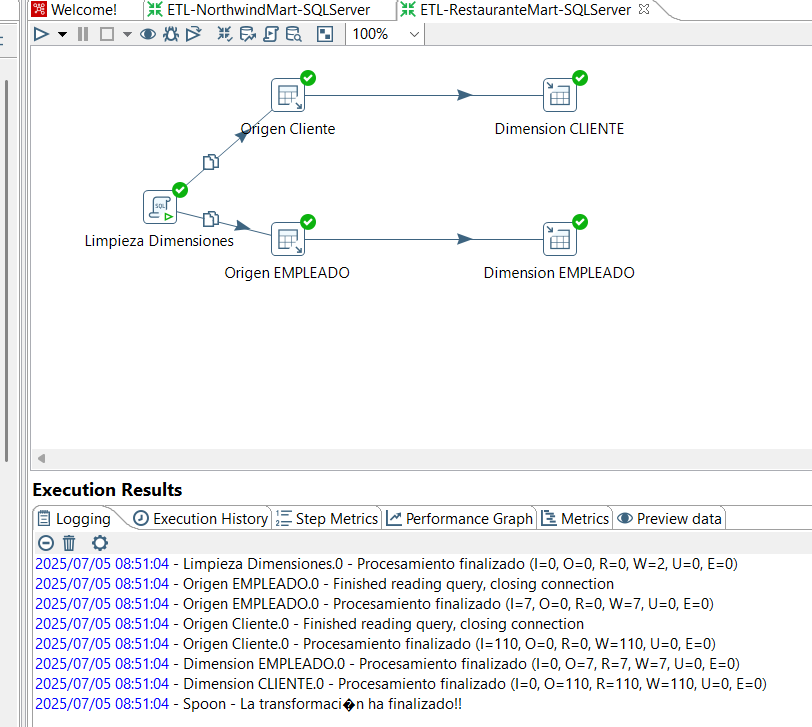 Welcome!
ETL-NorthwindMart-SQLServer
ETL-RestauranteMart-SQLServer
100%
Origen Cliente
Dimension CLIENTE
SQL
Limpieza Dimensiones
Origen EMPLEADO
Dimension EMPLEADO
Execution Results
Logging
Execution History
Step Metrics
Performance Graph
Metrics
Preview data
2025/07/05 08:51:04 - Limpieza Dimensiones.0 - Procesamiento finalizado (I=0, O=0, R=0, W=2, U=0, E=0)
2025/07/05 08:51:04 - Origen EMPLEADO.0 - Finished reading query, closing connection
2025/07/05 08:51:04 - Origen EMPLEADO.0 - Procesamiento finalizado (I=7, O=0, R=0, W=7, U=0, E=0)
2025/07/05 08:51:04 - Origen Cliente.0 - Finished reading query, closing connection
2025/07/05 08:51:04 - Origen Cliente.0 - Procesamiento finalizado (I=110, O=0, R=0, W=110, U=0, E=0)
2025/07/05 08:51:04 - Dimension EMPLEADO.0 - Procesamiento finalizado (I=0, O=7, R=7, W=7, U=0, E=0)
2025/07/05 08:51:04 - Dimension CLIENTE.0 - Procesamiento finalizado (I=0, O=110, R=110, W=110, U=0, E=0)
2025/07/05 08:51:04 - Spoon - La transformaci�n ha finalizado!!